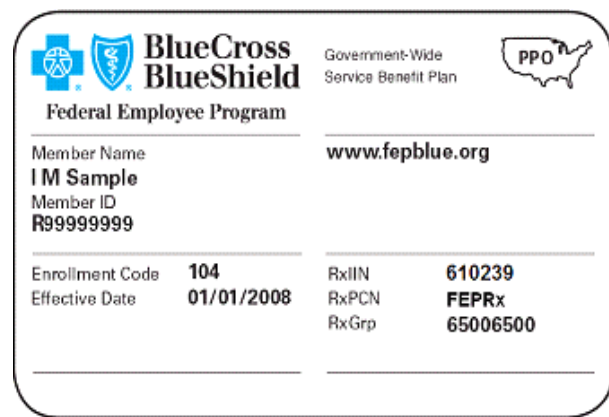 BlueCross
BlueShield
Federal Employee Program
Government-Wide
Service Benefit Plan
PPO
Member Name
I M Sample
Member ID
R99999999
www.fepblue.org
Enrollment Code 104
Effective Date 01/01/2008
RxIIN 610239
RxPCN FEPRx
RxGrp 65006500